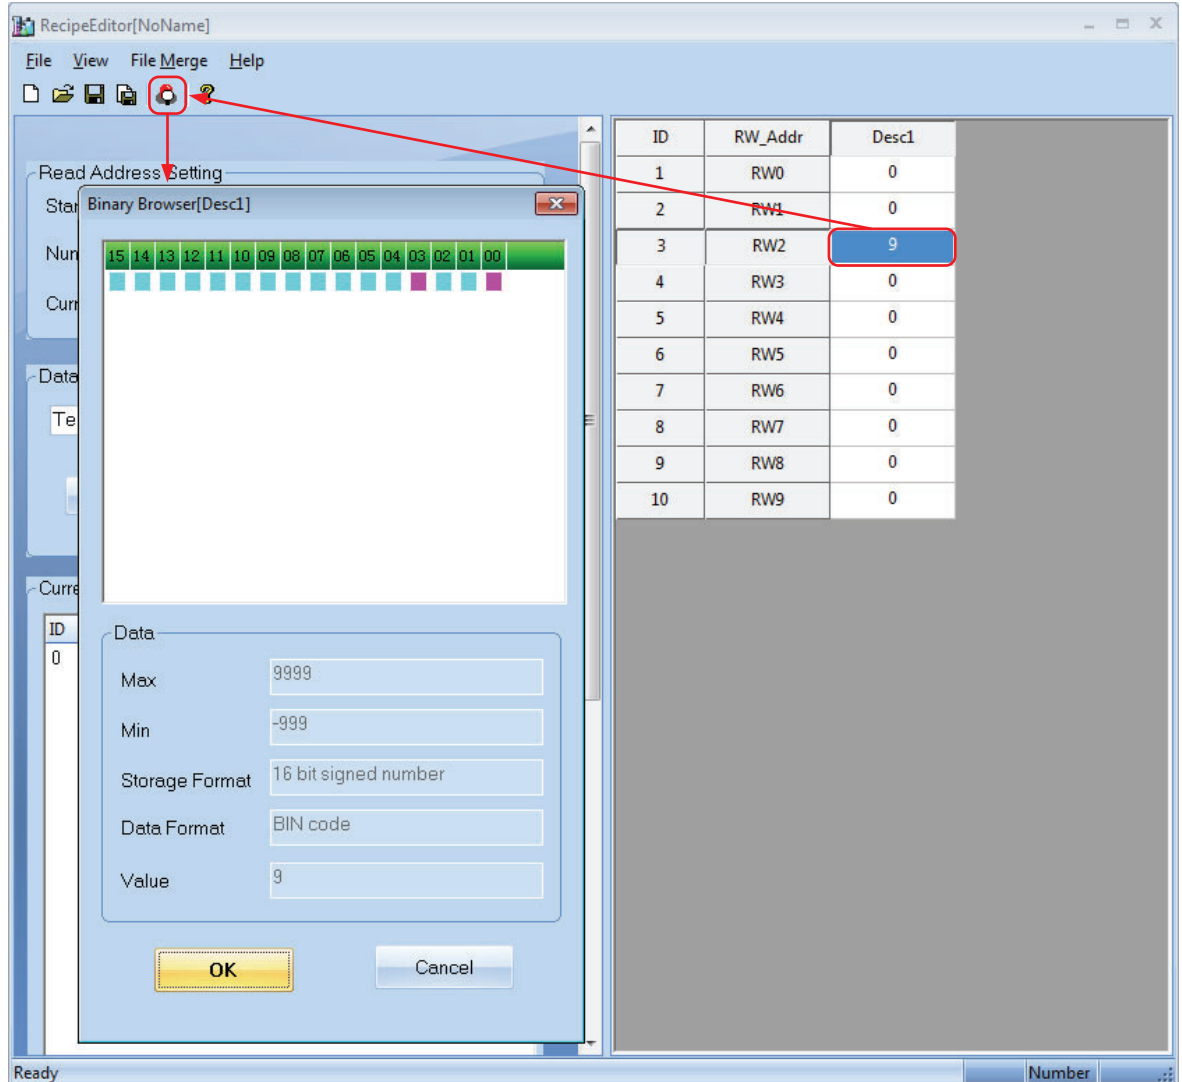 RecipeEditor[NoName]
File View File Merge Help
Read Address Setting
Star
Num
Curr
Data
Te
Curre
ID
0
Binary Browser[Desc1]
15 14 13 12 11 10 09 08 07 06 05 04 03 02 01 00
Data
Max 9999
Min -999
Storage Format 16 bit signed number
Data Format BIN code
Value 9
OK Cancel
ID RW_Addr Desc1
1 RW0 0
2 RW1 0
3 RW2 9
4 RW3 0
5 RW4 0
6 RW5 0
7 RW6 0
8 RW7 0
9 RW8 0
10 RW9 0
Ready Number